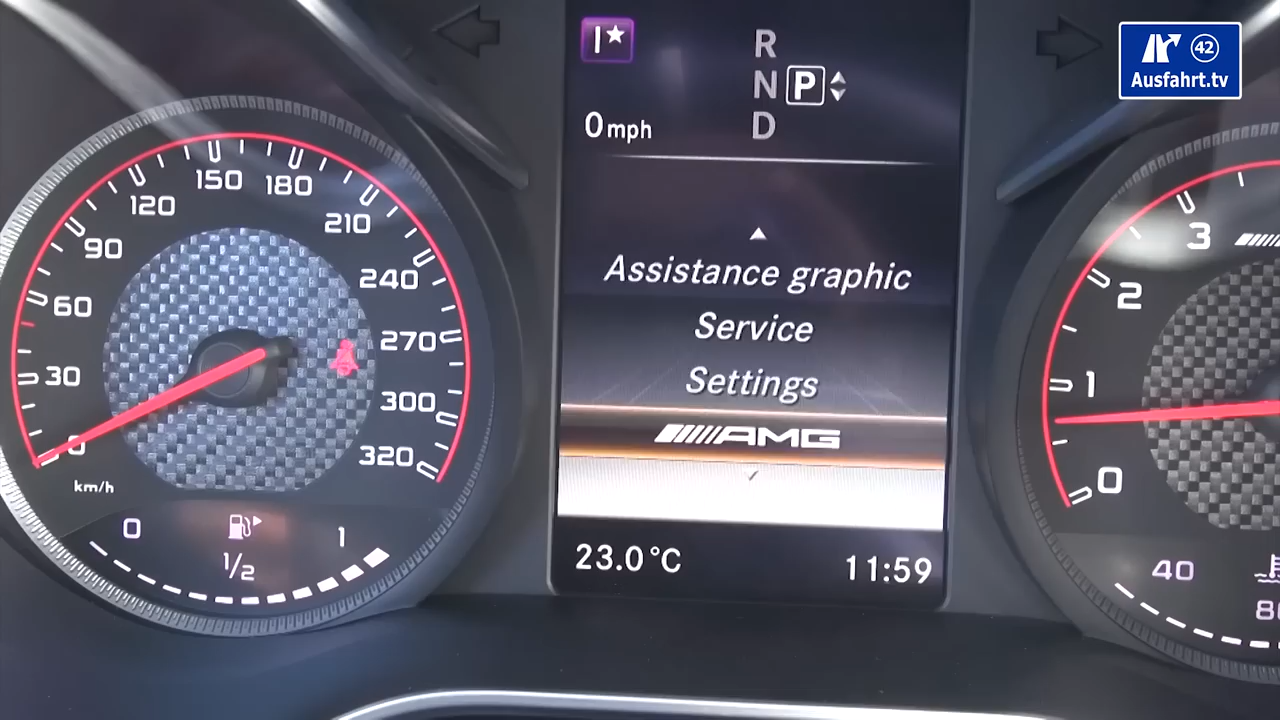 42
Ausfahrt.tv
I★
R
N P
D
0 mph
Assistance graphic
Service
Settings
AMG
23.0°C
11:59
0
30
60
90
120
150
180
210
240
270
300
320
km/h
0
1/2
1
0
1
2
3
40